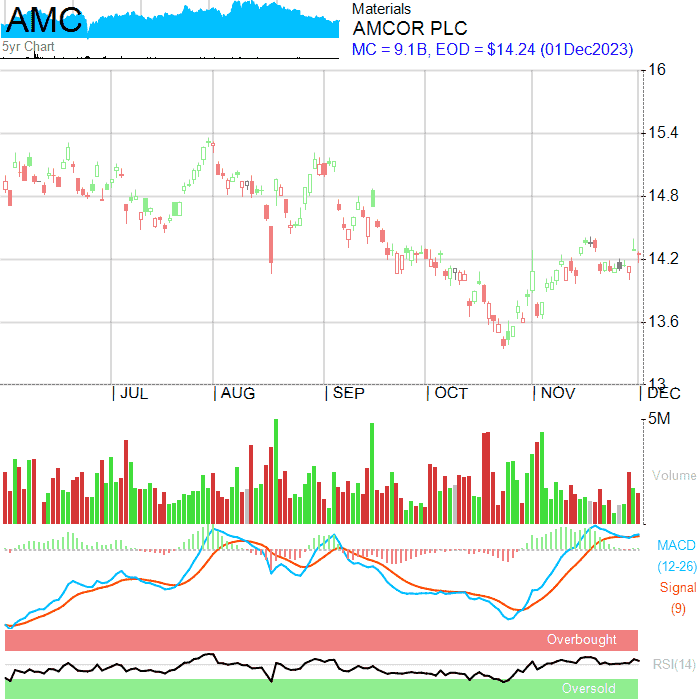 AMC
5yr Chart
Materials
AMCOR PLC
MC = 9.1B, EOD = $14.24 (01Dec2023)
16
15.4
14.8
14.2
13.6
13
JUL
AUG
SEP
OCT
NOV
DEC
5M
Volume
MACD
(12-26)
Signal
(9)
Overbought
RSI(14)
Oversold